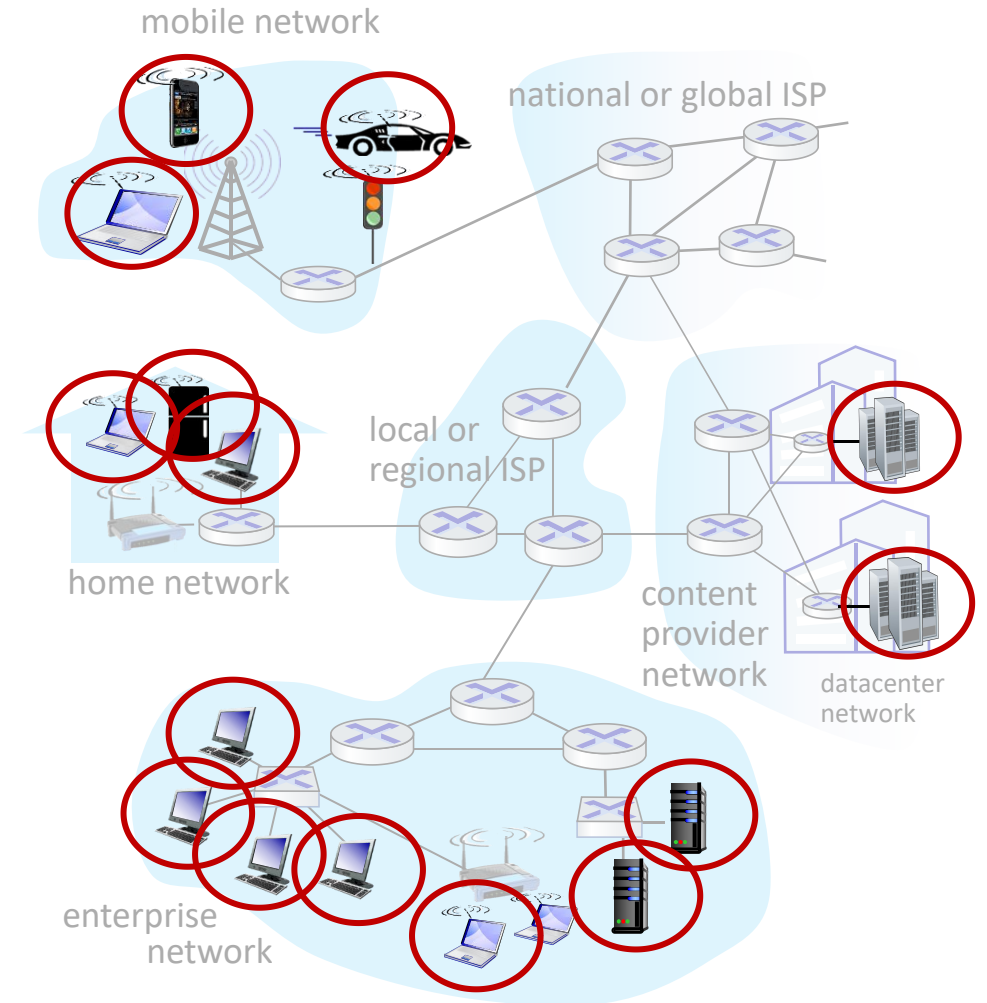 mobile network
national or global ISP
local or
regional ISP
home network
content
provider
network
datacenter
network
enterprise
network